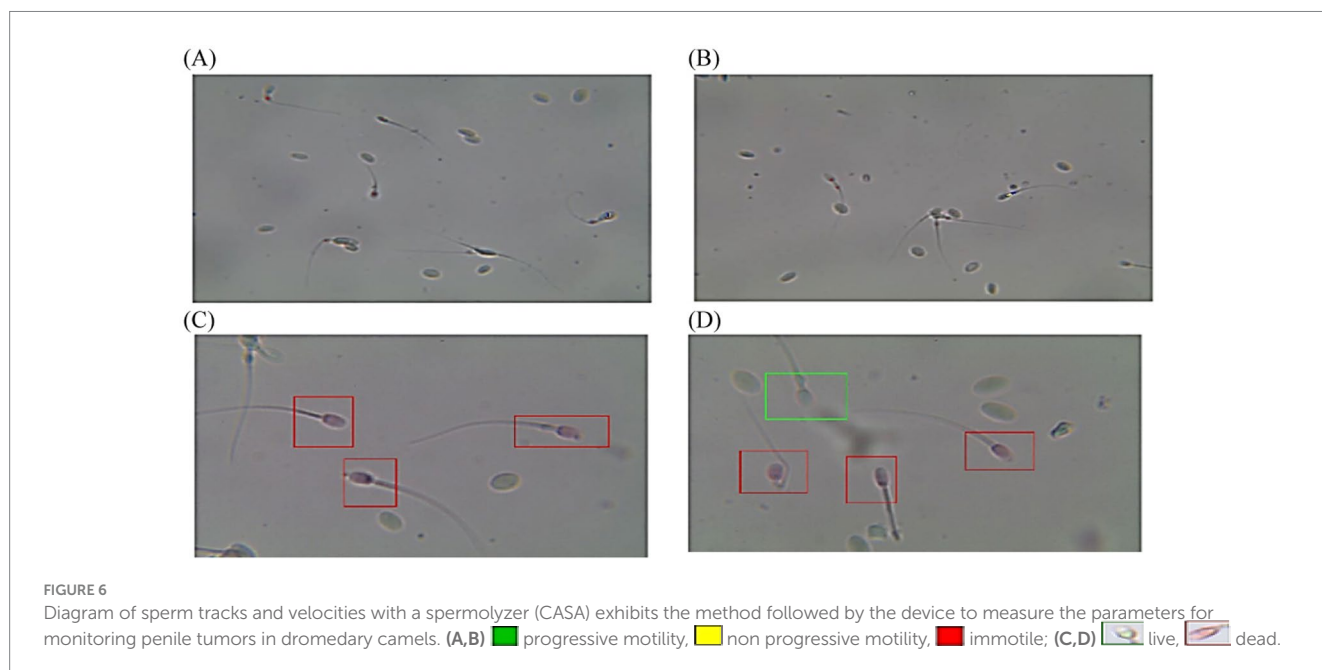 (A)
(B)
(C)
(D)
FIGURE 6
Diagram of sperm tracks and velocities with a spermolyzer (CASA) exhibits the method followed by the device to measure the parameters for
monitoring penile tumors in dromedary camels. (A,B) progressive motility, non progressive motility, immotile; (C,D) live, dead.